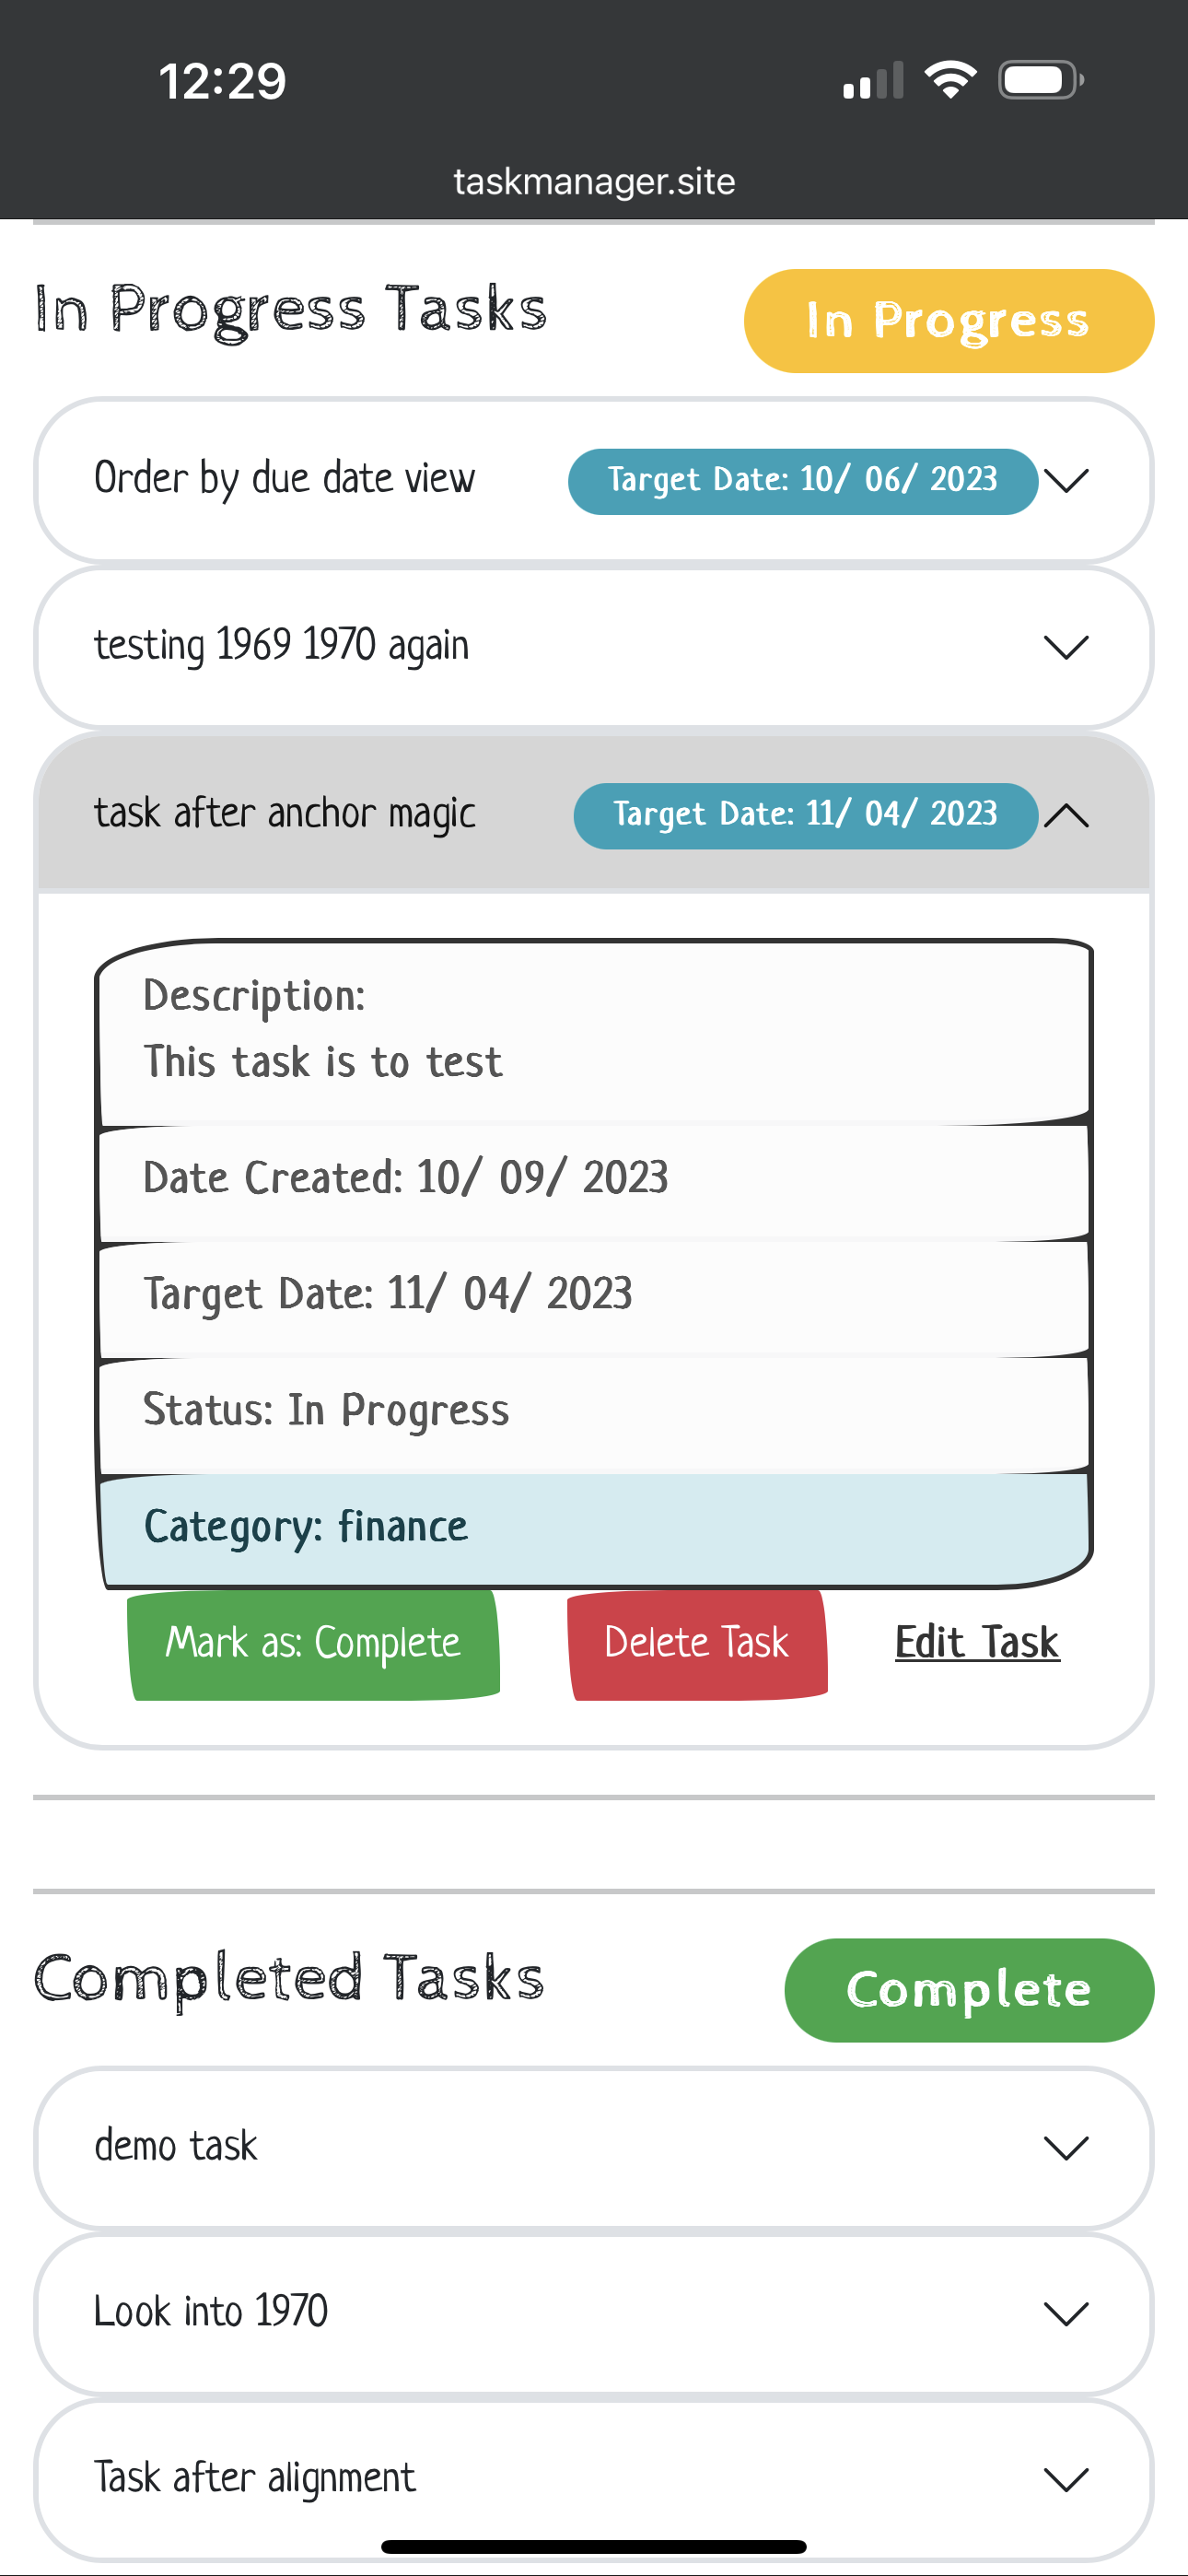 12:29
taskmanager.site
In Progress Tasks
In Progress
Order by due date view
Target Date: 10/ 06/ 2023
testing 1969 1970 again
task after anchor magic
Target Date: 11/ 04/ 2023
Description:
This task is to test
Date Created: 10/ 09/ 2023
Target Date: 11/ 04/ 2023
Status: In Progress
Category: finance
Mark as: Complete
Delete Task
Edit Task
Completed Tasks
Complete
demo task
Look into 1970
Task after alignment